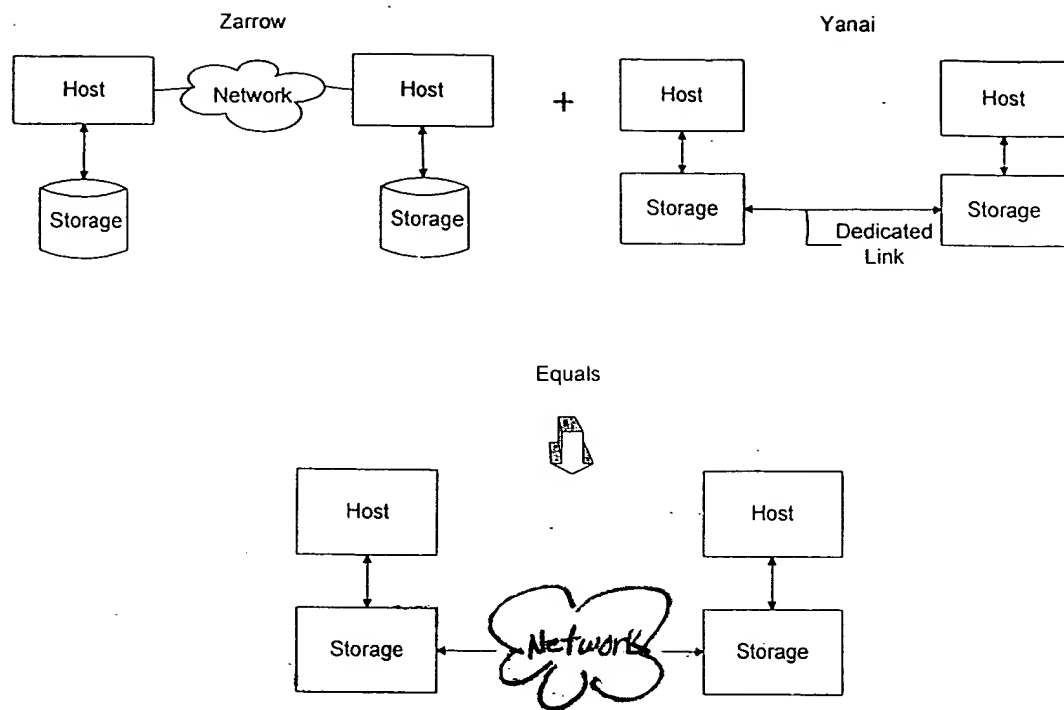 Zarrow
Yanai
Host
Network
Host
+
Host
Host
Storage
Storage
Storage
Storage
Dedicated
Link
Equals
Host
Host
Storage
Network
Storage